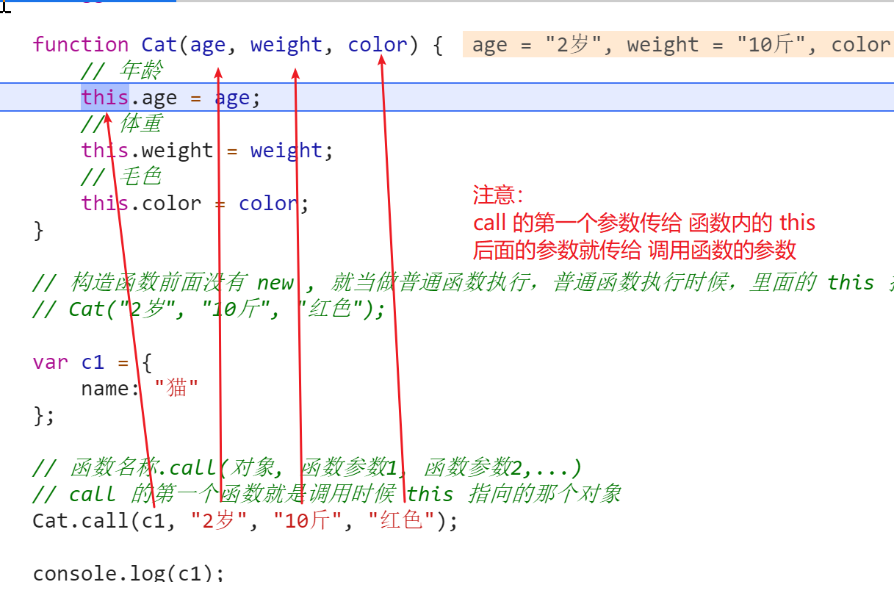 function Cat(age, weight, color) { age = "2岁", weight = "10斤", color
// 年龄
this.age = age;
// 体重
this.weight = weight;
// 毛色
this.color = color;
}
注意：
call 的第一个参数传给 函数内的 this
后面的参数就传给 调用函数的参数
// 构造函数前面没有 new , 就当做普通函数执行，普通函数执行时候，里面的 this
// Cat("2岁", "10斤", "红色");
var c1 = {
name: "猫"
};
// 函数名称.call(对象, 函数参数1, 函数参数2,...)
// call 的第一个函数就是调用时候 this 指向的那个对象
Cat.call(c1, "2岁", "10斤", "红色");
console.log(c1);